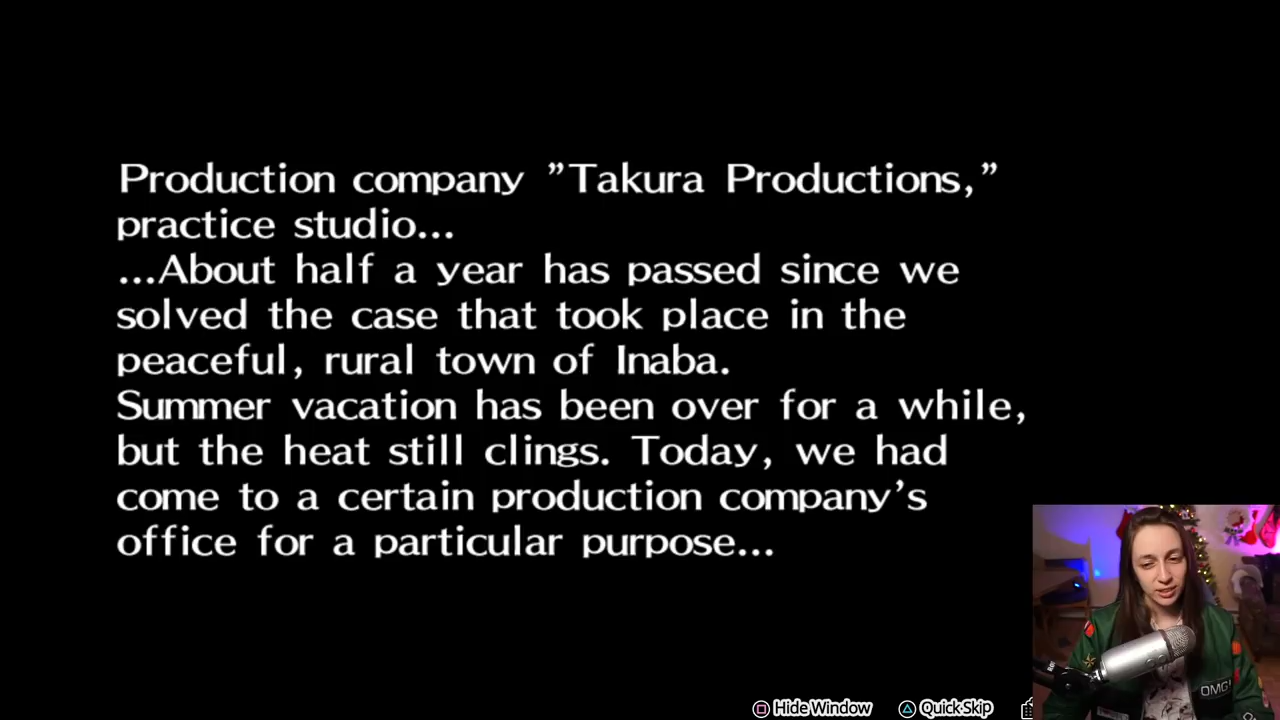 Production company ”Takura Productions,”
practice studio...
...About half a year has passed since we
solved the case that took place in the
peaceful, rural town of Inaba.
Summer vacation has been over for a while,
but the heat still clings. Today, we had
come to a certain production company’s
office for a particular purpose...
OMG!
Hide Window Quick Skip